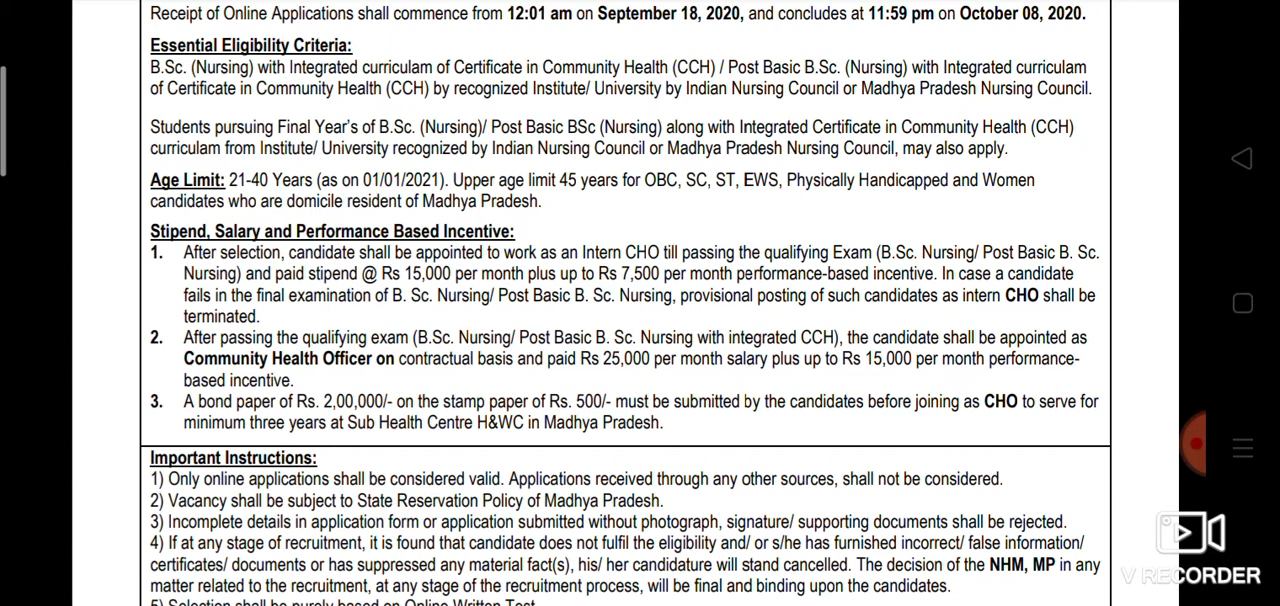 Receipt of Online Applications shall commence from 12:01 am on September 18, 2020, and concludes at 11:59 pm on October 08, 2020.
Essential Eligibility Criteria:
B.Sc. (Nursing) with Integrated curriculam of Certificate in Community Health (CCH) / Post Basic B.Sc. (Nursing) with Integrated curriculam
of Certificate in Community Health (CCH) by recognized Institute/ University by Indian Nursing Council or Madhya Pradesh Nursing Council.
Students pursuing Final Year's of B.Sc. (Nursing)/ Post Basic BSc (Nursing) along with Integrated Certificate in Community Health (CCH)
curriculam from Institute/ University recognized by Indian Nursing Council or Madhya Pradesh Nursing Council, may also apply.
Age Limit: 21-40 Years (as on 01/01/2021). Upper age limit 45 years for OBC, SC, ST, EWS, Physically Handicapped and Women
candidates who are domicile resident of Madhya Pradesh.
Stipend, Salary and Performance Based Incentive:
1. After selection, candidate shall be appointed to work as an Intern CHO till passing the qualifying Exam (B.Sc. Nursing/ Post Basic B. Sc.
Nursing) and paid stipend @ Rs 15,000 per month plus up to Rs 7,500 per month performance-based incentive. In case a candidate
fails in the final examination of B. Sc. Nursing/ Post Basic B. Sc. Nursing, provisional posting of such candidates as intern CHO shall be
terminated.
2. After passing the qualifying exam (B.Sc. Nursing/ Post Basic B. Sc. Nursing with integrated CCH), the candidate shall be appointed as
Community Health Officer on contractual basis and paid Rs 25,000 per month salary plus up to Rs 15,000 per month performance-
based incentive.
3. A bond paper of Rs. 2,00,000/- on the stamp paper of Rs. 500/- must be submitted by the candidates before joining as CHO to serve for
minimum three years at Sub Health Centre H&WC in Madhya Pradesh.
Important Instructions:
1) Only online applications shall be considered valid. Applications received through any other sources, shall not be considered.
2) Vacancy shall be subject to State Reservation Policy of Madhya Pradesh.
3) Incomplete details in application form or application submitted without photograph, signature/ supporting documents shall be rejected.
4) If at any stage of recruitment, it is found that candidate does not fulfil the eligibility and/ or s/he has furnished incorrect/ false information/
certificates/ documents or has suppressed any material fact(s), his/ her candidature will stand cancelled. The decision of the NHM, MP in any
matter related to the recruitment, at any stage of the recruitment process, will be final and binding upon the candidates.
5) Selection shall be purely based on Online Written Test
V RECORDER